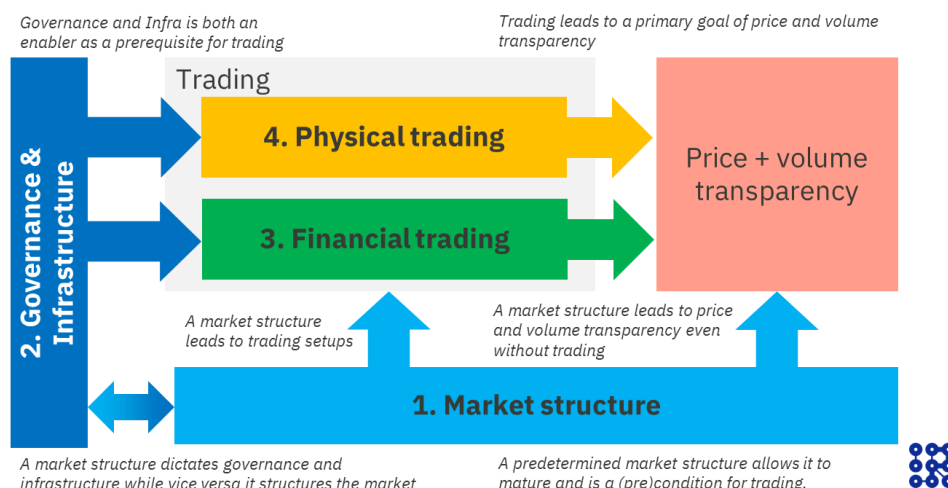 Governance and Infra is both an
enabler as a prerequisite for trading
Trading leads to a primary goal of price and volume
transparency
Trading
4. Physical trading
3. Financial trading
Price + volume
transparency
2. Governance &
Infrastructure
A market structure
leads to trading setups
A market structure leads to price
and volume transparency even
without trading
1. Market structure
A market structure dictates governance and
infrastructure while vice versa it structures the market
A predetermined market structure allows it to
mature and is a (pre)condition for trading.